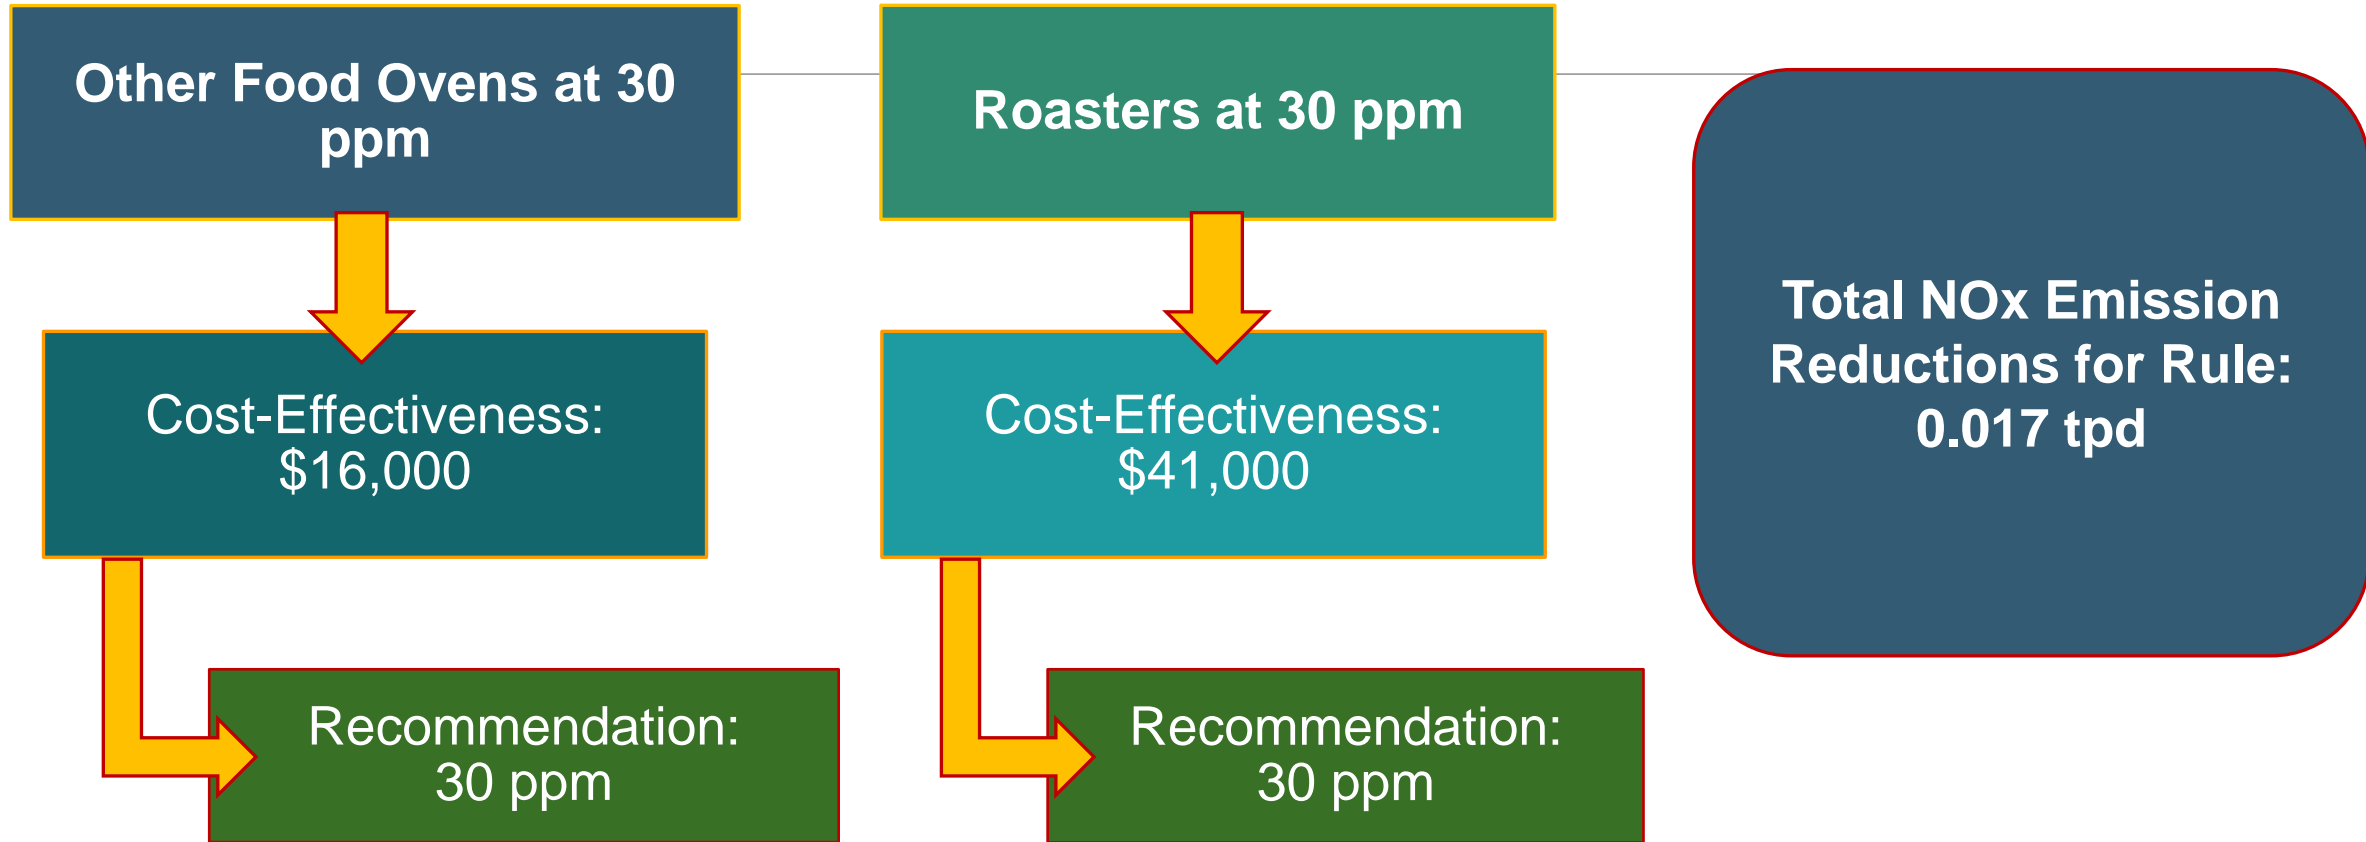 Other Food Ovens at 30
ppm
Cost-Effectiveness:
$16,000
Recommendation:
30 ppm
Roasters at 30 ppm
Cost-Effectiveness:
$41,000
Recommendation:
30 ppm
Total NOx Emission
Reductions for Rule:
0.017 tpd